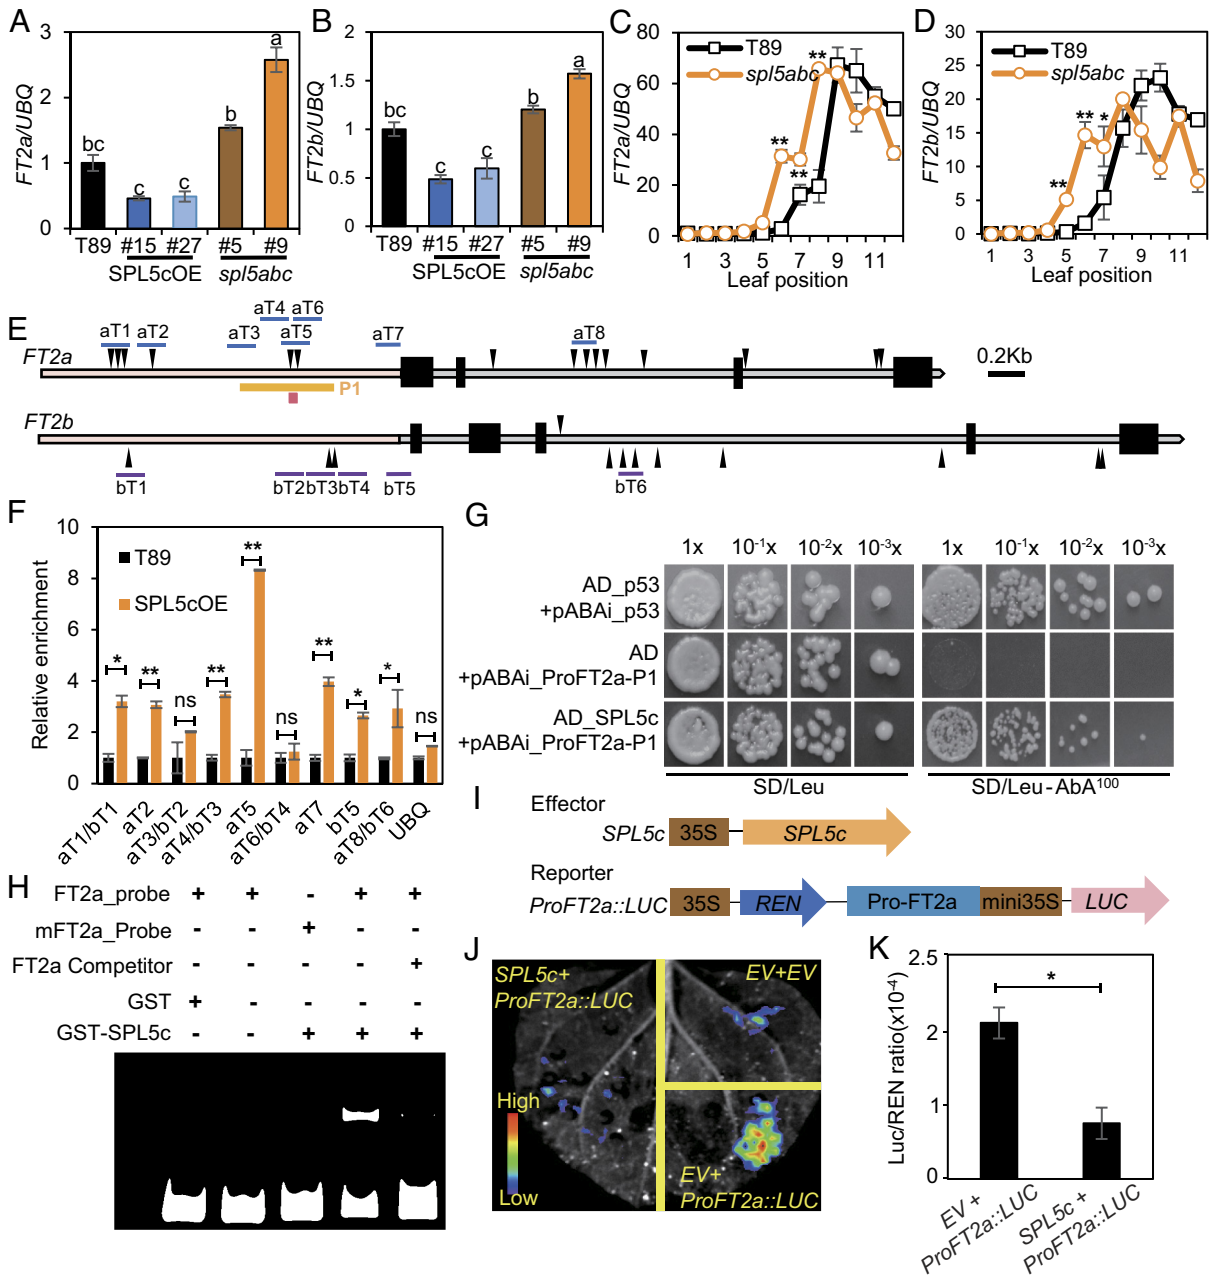 A
FT2a/UBQ
3
2
1
0
bc
c
c
b
a
T89
#15
#27
#5
#9
SPL5cOE
spl5abc
B
FT2b/UBQ
2
1.5
1
0.5
0
bc
c
c
b
a
T89
#15
#27
#5
#9
SPL5cOE
spl5abc
C
FT2a/UBQ
80
60
40
20
0
T89
spl5abc
**
**
**
1
3
5
7
9
11
Leaf position
D
FT2b/UBQ
30
25
20
15
10
5
0
T89
spl5abc
**
**
*
1
3
5
7
9
11
Leaf position
E
aT4
aT6
aT1
aT2
aT3
aT5
aT7
aT8
FT2a
0.2Kb
P1
FT2b
bT1
bT2
bT3
bT4
bT5
bT6
F
Relative enrichment
10
8
6
4
2
0
T89
SPL5cOE
*
**
ns
**
**
ns
**
*
*
ns
aT1/bT1
aT2
aT3/bT2
aT4/bT3
aT5
aT6/bT4
aT7
bT5
aT8/bT6
UBQ
G
1x
10-1x
10-2x
10-3x
1x
10-1x
10-2x
10-3x
AD_p53
+pABAi_p53
AD
+pABAi_ProFT2a-P1
AD_SPL5c
+pABAi_ProFT2a-P1
SD/Leu
SD/Leu-AbA100
H
FT2a_probe + + - + +
mFT2a_Probe - - + - -
FT2a Competitor - - - - +
GST + - - - -
GST-SPL5c - - + + +
I
Effector
SPL5c
35S
SPL5c
Reporter
ProFT2a::LUC
35S
REN
Pro-FT2a
mini35S
LUC
J
SPL5c+
ProFT2a::LUC
EV+EV
High
Low
EV+
ProFT2a::LUC
K
Luc/REN ratio(x10-4)
2.5
2
1
0
*
EV +
ProFT2a::LUC
SPL5c +
ProFT2a::LUC